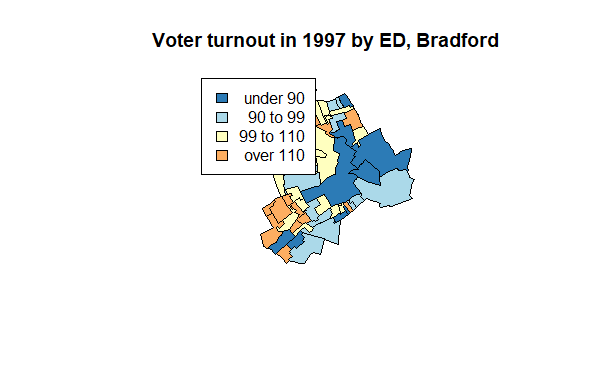 Voter turnout in 1997 by ED, Bradford
under 90
90 to 99
99 to 110
over 110